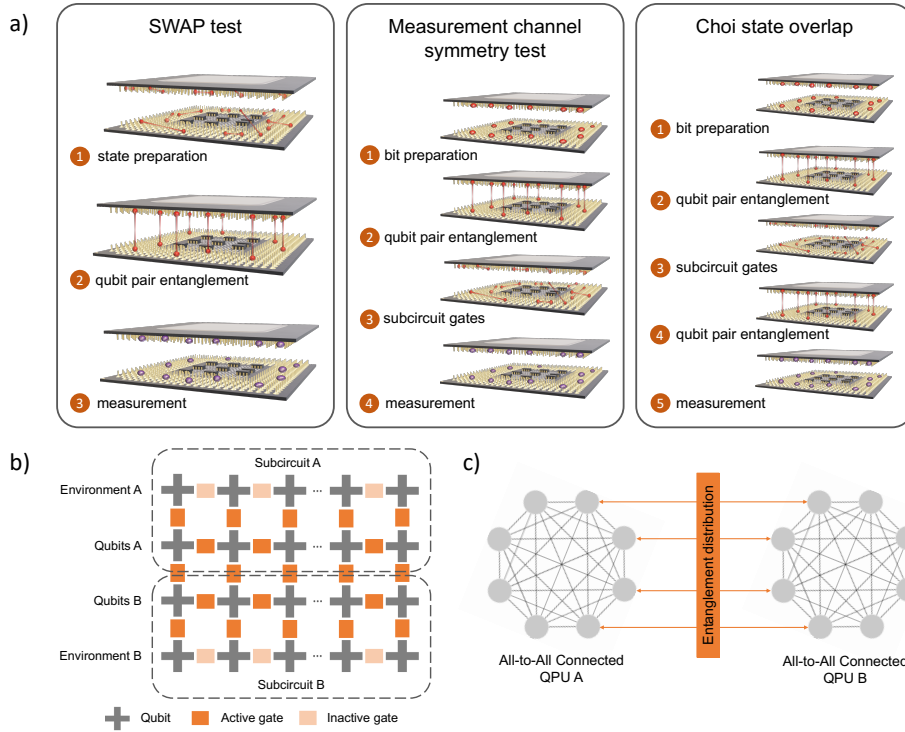 a)
SWAP test
1 state preparation
2 qubit pair entanglement
3 measurement
Measurement channel
symmetry test
1 bit preparation
2 qubit pair entanglement
3 subcircuit gates
4 measurement
Choi state overlap
1 bit preparation
2 qubit pair entanglement
3 subcircuit gates
4 qubit pair entanglement
5 measurement
b)
Subcircuit A
Environment A
...
Qubits A
...
Qubits B
...
Environment B
...
Subcircuit B
Qubit
Active gate
Inactive gate
c)
Entanglement distribution
All-to-All Connected
QPU A
All-to-All Connected
QPU B